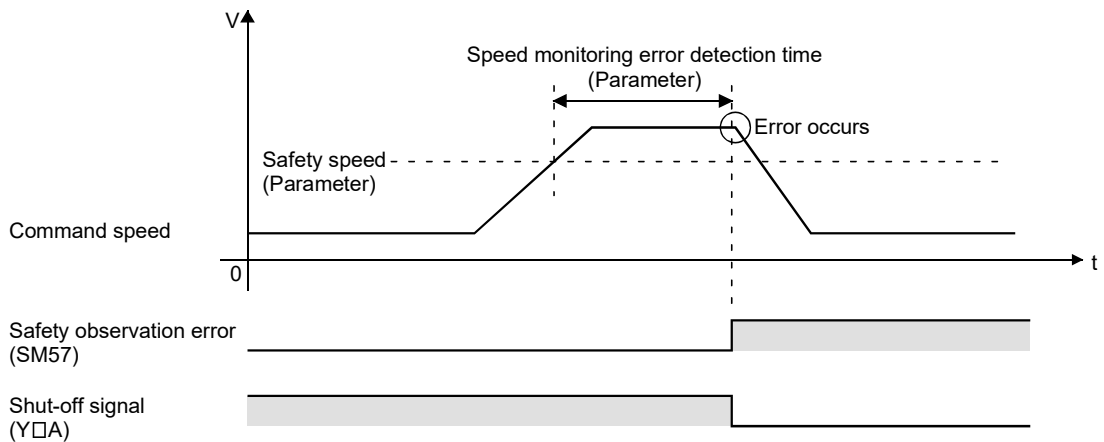 V
Speed monitoring error detection time
(Parameter)
Error occurs
Safety speed
(Parameter)
Command speed
0
t
Safety observation error
(SM57)
Shut-off signal
(Y□A)